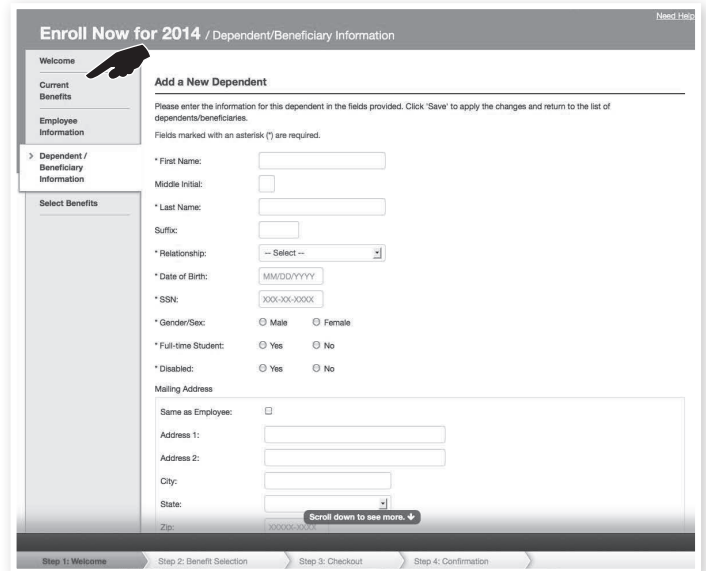 Need Help
Enroll Now for 2014 / Dependent/Beneficiary Information
Welcome
Current
Benefits
Employee
Information
> Dependent /
Beneficiary
Information
Select Benefits
Add a New Dependent
Please enter the information for this dependent in the fields provided. Click 'Save' to apply the changes and return to the list of
dependents/beneficiaries.
Fields marked with an asterisk (*) are required.
* First Name:
Middle Initial:
* Last Name:
Suffix:
* Relationship: -- Select --
* Date of Birth: MM/DD/YYYY
* SSN: XXX-XX-XXXX
* Gender/Sex: Male Female
* Full-time Student: Yes No
* Disabled: Yes No
Mailing Address
Same as Employee:
Address 1:
Address 2:
City:
State:
Scroll down to see more. ↓
Zip: XXXXX-XXXX
Step 1: Welcome Step 2: Benefit Selection Step 3: Checkout Step 4: Confirmation